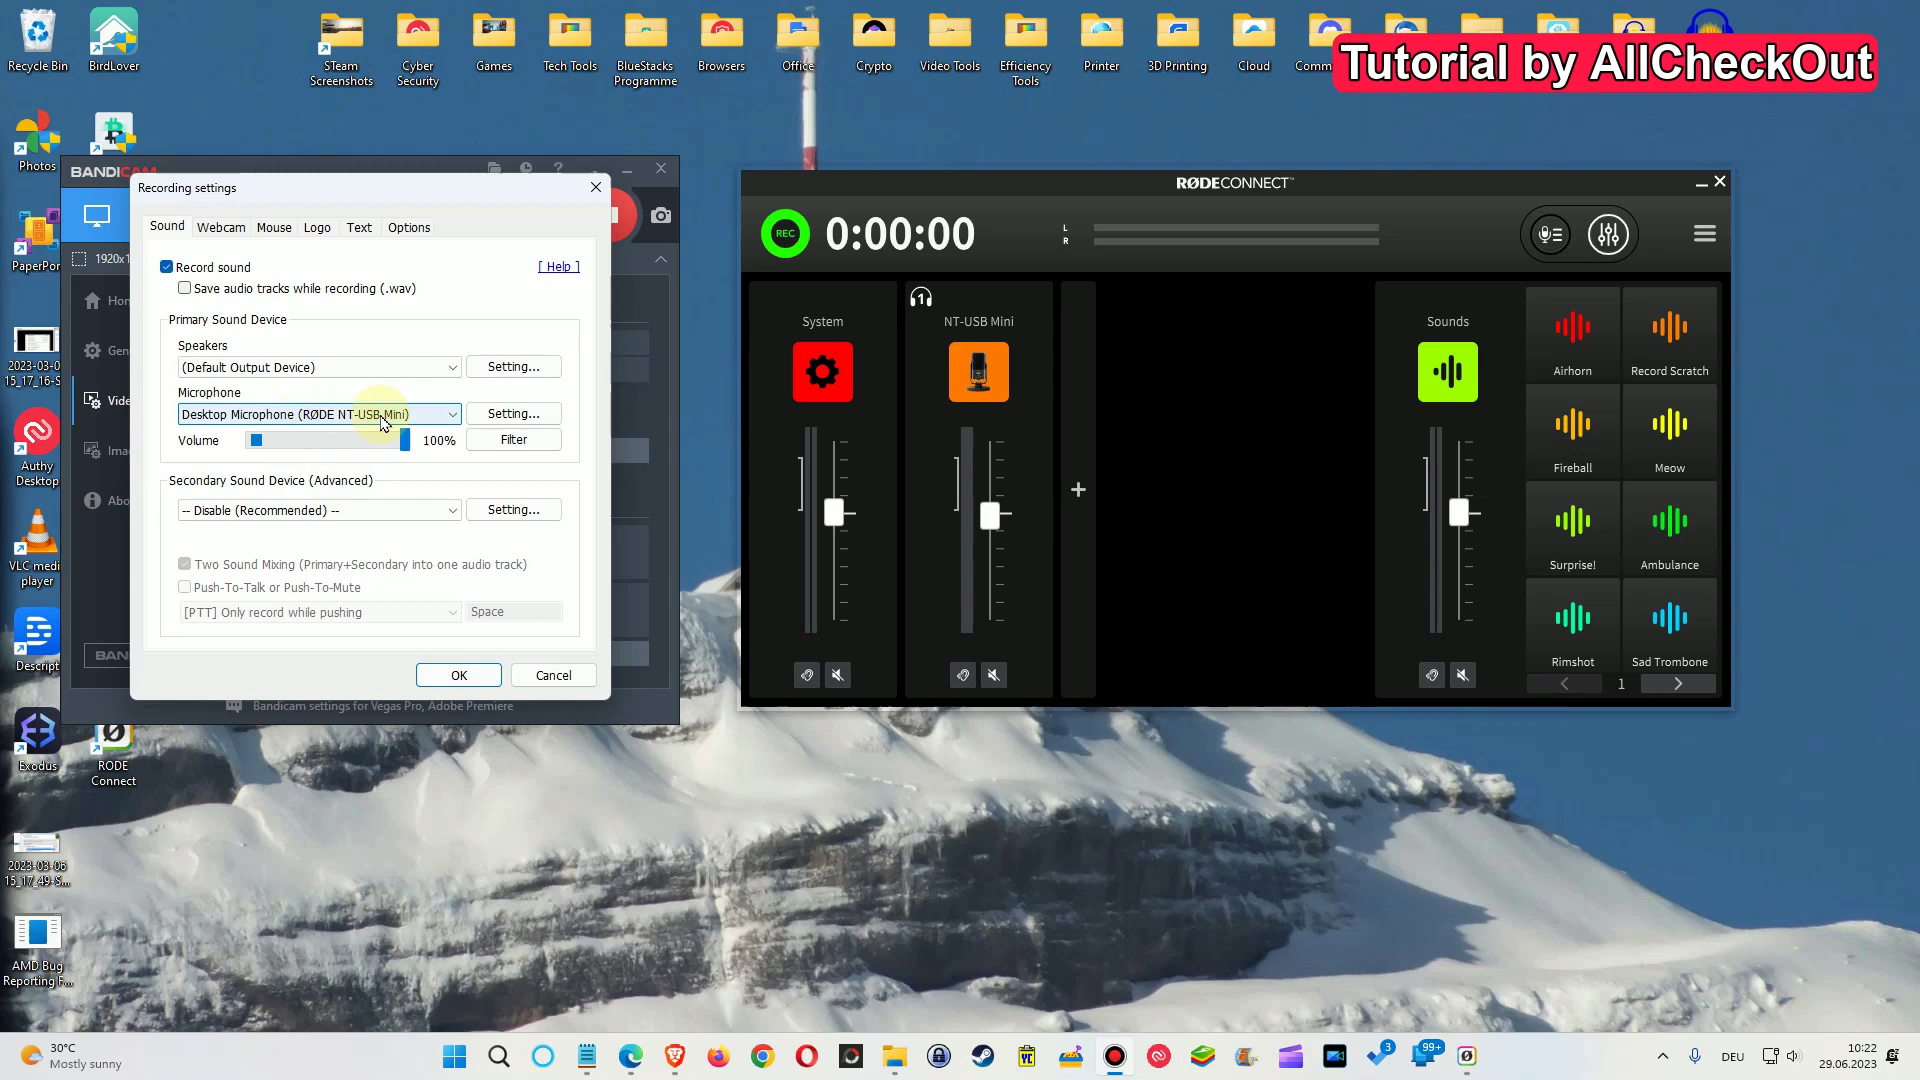 Recycle Bin
BirdLover
STeam
Screenshots
Cyber
Security
Games
Tech Tools
BlueStacks
Programme
Browsers
Office
Crypto
Video Tools
Efficiency
Tools
Printer
3D Printing
Cloud
Comm
Tutorial by AllCheckOut
Photos
PaperPor
2023-03-0
15_17_16-S
Authy
Desktop
VLC medi
player
Descript
Exodus
RODE
Connect
2023-03-06
15_17_49-S...
AMD Bug
Reporting F...
BANDICAM
1920x1
Hom
Gen
Vide
Ima
Abo
BAN
Bandicam settings for Vegas Pro, Adobe Premiere
Recording settings
Sound
Webcam
Mouse
Logo
Text
Options
Record sound
[ Help ]
Save audio tracks while recording (.wav)
Primary Sound Device
Speakers
(Default Output Device)
Setting...
Microphone
Desktop Microphone (RØDE NT-USB Mini)
Setting...
Volume
100%
Filter
Secondary Sound Device (Advanced)
-- Disable (Recommended) --
Setting...
Two Sound Mixing (Primary+Secondary into one audio track)
Push-To-Talk or Push-To-Mute
[PTT] Only record while pushing
Space
OK
Cancel
RØDECONNECT™
REC
0:00:00
L
R
System
1
NT-USB Mini
Sounds
Airhorn
Record Scratch
Fireball
Meow
Surprise!
Ambulance
Rimshot
Sad Trombone
1
30°C
Mostly sunny
3
99+
DEU
10:22
29.06.2023